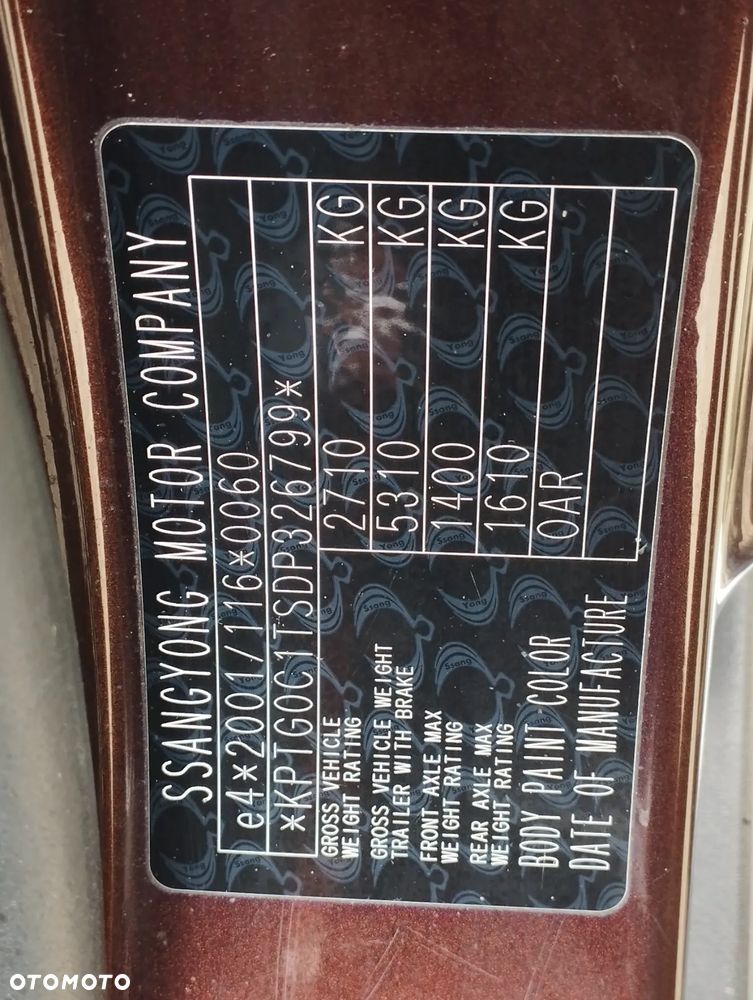 SSANGYONG MOTOR COMPANY
e4*2001/116*0060
*KPTG0C1TSDP326799*
GROSS VEHICLE
WEIGHT RATING 2710 KG
GROSS VEHICLE WEIGHT
TRAILER WITH BRAKE 5310 KG
FRONT AXLE MAX
WEIGHT RATING 1400 KG
REAR AXLE MAX
WEIGHT RATING 1610 KG
BODY PAINT COLOR OAR
DATE OF MANUFACTURE
OTOMOTO